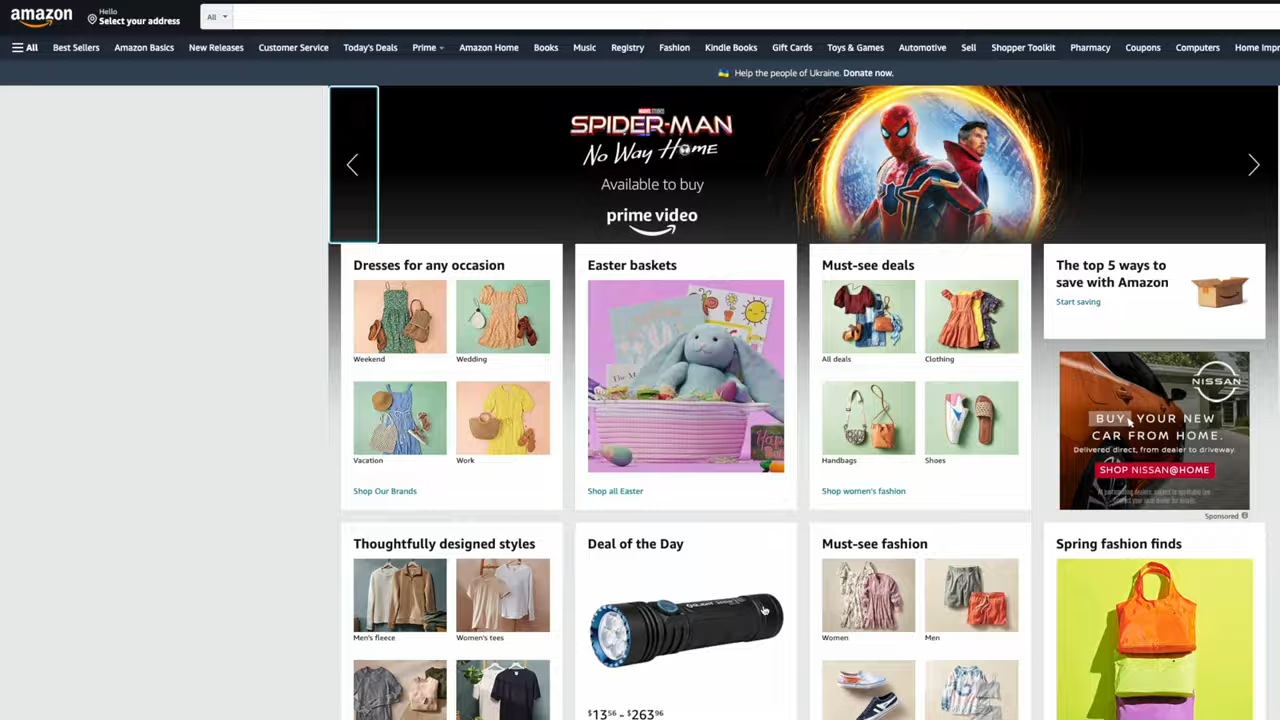 amazon
Hello
Select your address
All
All
Best Sellers
Amazon Basics
New Releases
Customer Service
Today's Deals
Prime
Amazon Home
Books
Music
Registry
Fashion
Kindle Books
Gift Cards
Toys & Games
Automotive
Sell
Shopper Toolkit
Pharmacy
Coupons
Computers
Home Impr
Help the people of Ukraine. Donate now.
MARVEL STUDIOS
SPIDER-MAN
No Way Home
Available to buy
prime video
Dresses for any occasion
Weekend
Wedding
Vacation
Work
Shop Our Brands
Easter baskets
Shop all Easter
Must-see deals
All deals
Clothing
Handbags
Shoes
Shop women's fashion
The top 5 ways to
save with Amazon
Start saving
NISSAN
BUY YOUR NEW
CAR FROM HOME.
Delivered direct, from dealer to driveway.
SHOP NISSAN@HOME
Sponsored
Thoughtfully designed styles
Men's fleece
Women's tees
Deal of the Day
$13.56 - $263.96
Must-see fashion
Women
Men
Spring fashion finds